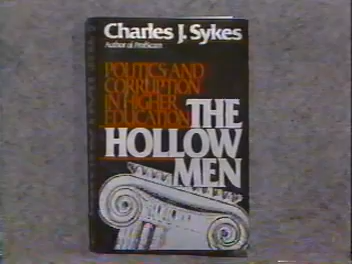 Charles J. Sykes
Author of ProfScam
POLITICS AND
CORRUPTION
IN HIGHER
EDUCATION
THE
HOLLOW
MEN